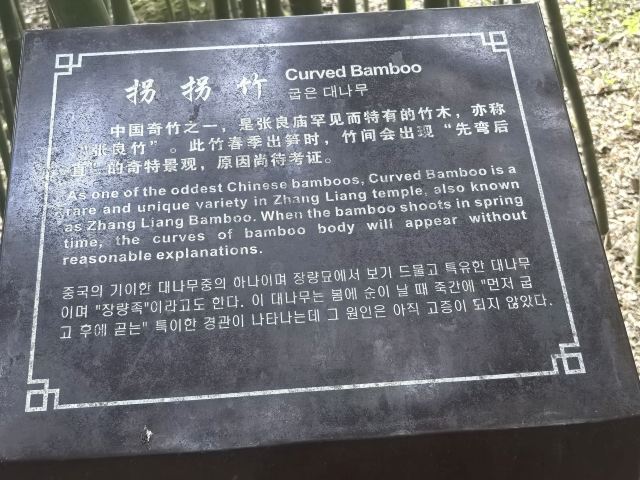 拐拐竹 Curved Bamboo
굽은 대나무
中国奇竹之一，是张良庙罕见而特有的竹木，亦称
“张良竹”。此竹春季出笋时，竹间会出现“先弯后
直”的奇特景观，原因尚待考证。
As one of the oddest Chinese bamboos, Curved Bamboo is a
rare and unique variety in Zhang Liang temple, also known
as Zhang Liang Bamboo. When the bamboo shoots in spring
time, the curves of bamboo body will appear without
reasonable explanations.
중국의 기이한 대나무중의 하나이며 장량묘에서 보기 드물고 특유한 대나무
이며 "장량족"이라고도 한다. 이 대나무는 봄에 순이 날 때 죽간에 "먼저 굽
고 후에 곧는" 특이한 경관이 나타나는데 그 원인은 아직 고증이 되지 않았다.